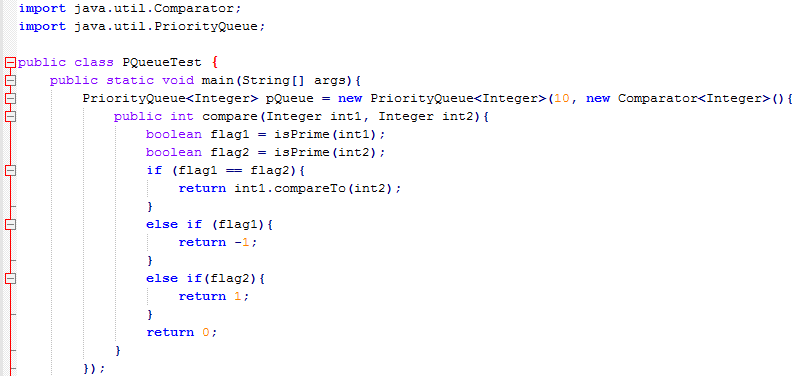 import java.util.Comparator;
import java.util.PriorityQueue;
public class PQueueTest {
public static void main(String[] args){
PriorityQueue<Integer> pQueue = new PriorityQueue<Integer>(10, new Comparator<Integer>(){
public int compare(Integer int1, Integer int2){
boolean flag1 = isPrime(int1);
boolean flag2 = isPrime(int2);
if (flag1 == flag2){
return int1.compareTo(int2);
}
else if (flag1){
return -1;
}
else if(flag2){
return 1;
}
return 0;
}
});